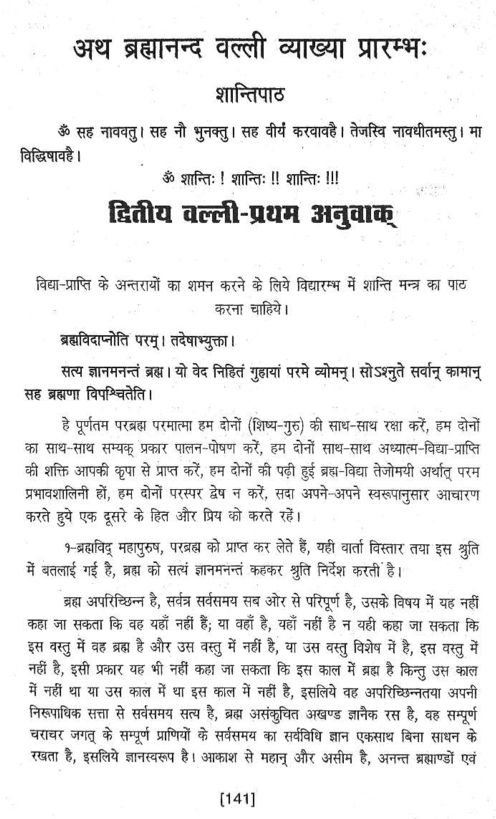 अथ ब्रह्मानन्द वल्ली व्याख्या प्रारम्भः
शान्तिपाठ
ॐ सह नाववतु। सह नौ भुनक्तु। सह वीर्यं करवावहै। तेजस्वि नावधीतमस्तु। मा
विद्विषावहै।
ॐ शान्तिः ! शान्तिः !! शान्तिः !!!
द्वितीय वल्ली-प्रथम अनुवाक्
विद्या-प्राप्ति के अन्तरायों का शमन करने के लिये विद्यारम्भ में शान्ति मन्त्र का पाठ
करना चाहिये।
ब्रह्मविदाप्नोति परम्। तदेषाभ्युक्ता।
सत्य ज्ञानमनन्तं ब्रह्म। यो वेद निहितं गुहायां परमे व्योमन्। सोऽश्नुते सर्वान् कामान्
सह ब्रह्मणा विपश्चितेति।
हे पूर्णतम परब्रह्म परमात्मा हम दोनों (शिष्य-गुरु) की साथ-साथ रक्षा करें, हम दोनों
का साथ-साथ सम्यक् प्रकार पालन-पोषण करें, हम दोनों साथ-साथ अध्यात्म-विद्या-प्राप्ति
की शक्ति आपकी कृपा से प्राप्त करें, हम दोनों की पढ़ी हुई ब्रह्म-विद्या तेजोमयी अर्थात् परम
प्रभावशालिनी हों, हम दोनों परस्पर द्वेष न करें, सदा अपने-अपने स्वरूपानुसार आचारण
करते हुये एक दूसरे के हित और प्रिय को करते रहें।
१-ब्रह्मविद् महापुरुष, परब्रह्म को प्राप्त कर लेते हैं, यही वार्ता विस्तार तया इस श्रुति
में बतलाई गई है, ब्रह्म को सत्यं ज्ञानमनन्तं कहकर श्रुति निर्देश करती है।
ब्रह्म अपरिच्छिन्न है, सर्वत्र सर्वसमय सब ओर से परिपूर्ण है, उसके विषय में यह नहीं
कहा जा सकता कि वह यहाँ नहीं हैं; या वहाँ है, यहाँ नहीं है न यही कहा जा सकता कि
इस वस्तु में वह ब्रह्म है और उस वस्तु में नहीं है, या उस वस्तु विशेष में है, इस वस्तु में
नहीं है, इसी प्रकार यह भी नहीं कहा जा सकता कि इस काल में ब्रह्म है किन्तु उस काल
में नहीं था या उस काल में था इस काल में नहीं है, इसलिये वह अपरिच्छिन्नतया अपनी
निरूपाधिक सत्ता से सर्वसमय सत्य है, ब्रह्म असंकुचित अखण्ड ज्ञानैक रस है, वह सम्पूर्ण
चराचर जगत् के सम्पूर्ण प्राणियों के सर्वसमय का सर्वविधि ज्ञान एकसाथ बिना साधन के
रखता है, इसलिये ज्ञानस्वरूप है। आकाश से महान् और असीम है, अनन्त ब्रह्माण्डों एवं
[141]